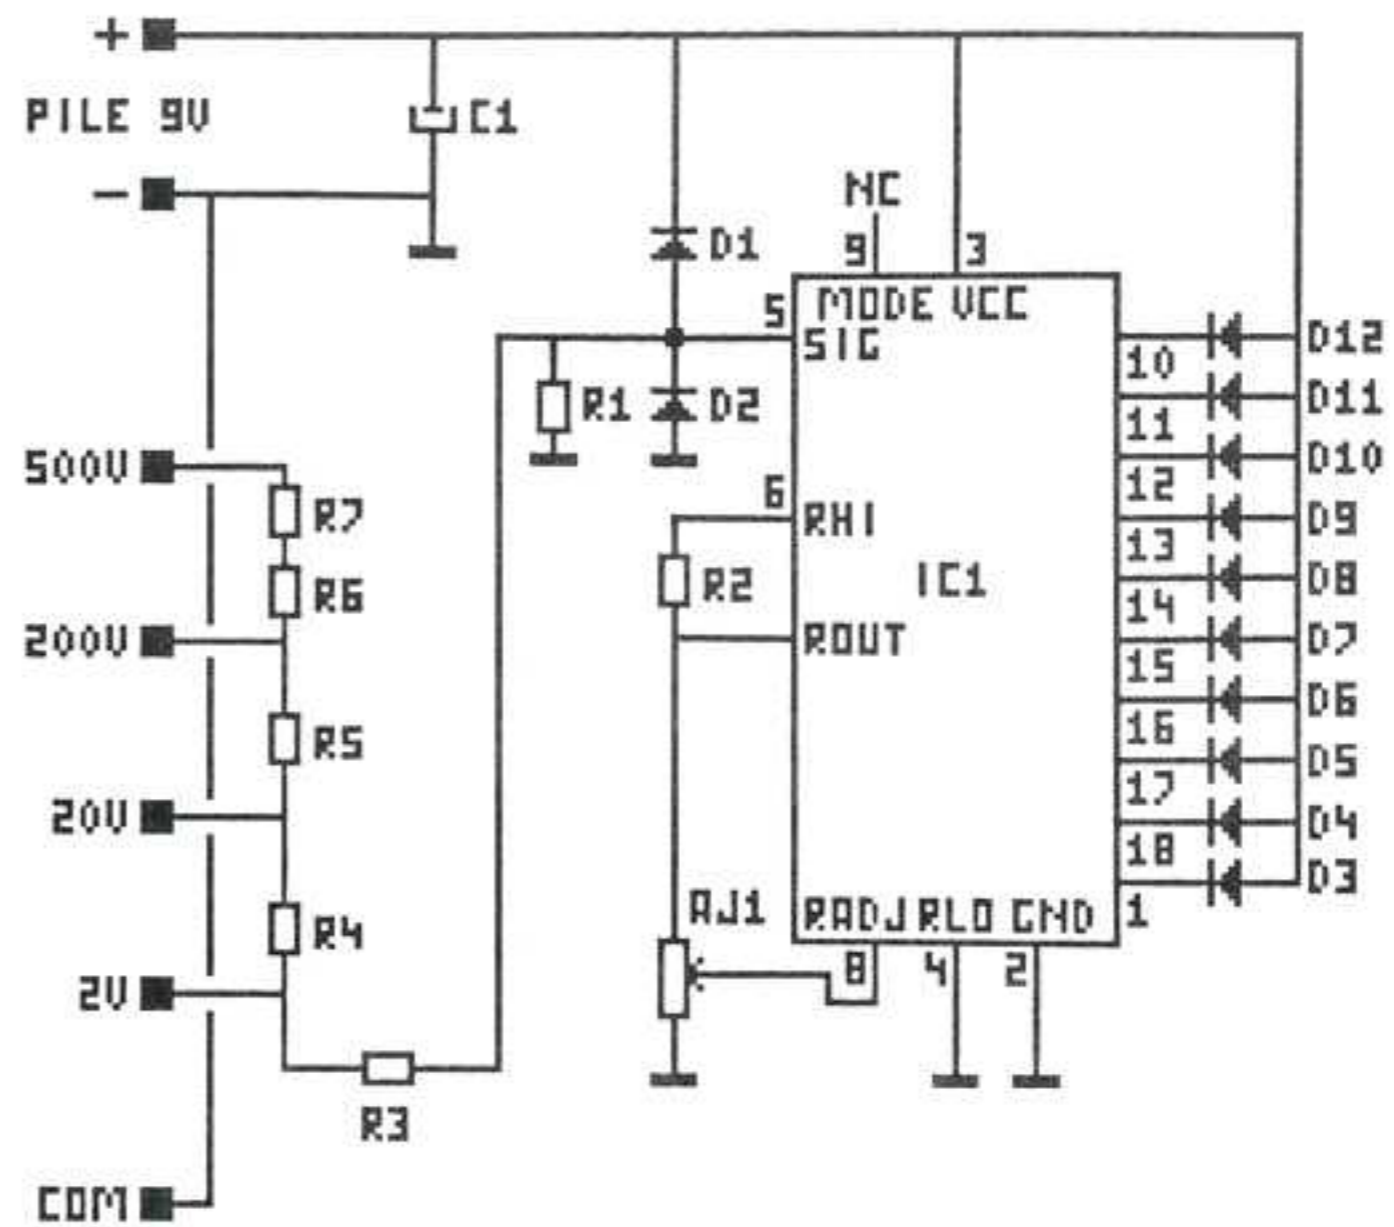 +
PILE 9V
C1
-
NC
D1
9
3
5
MODE VCC
SIG
D12
10
R1
D2
D11
11
500V
D10
12
6
R7
RHI
D9
13
R6
R2
IC1
D8
14
200V
ROUT
D7
15
D6
16
R5
D5
17
20V
D4
18
D3
AJ1
RADJ RLO GND
1
R4
8
4
2
2V
R3
COM